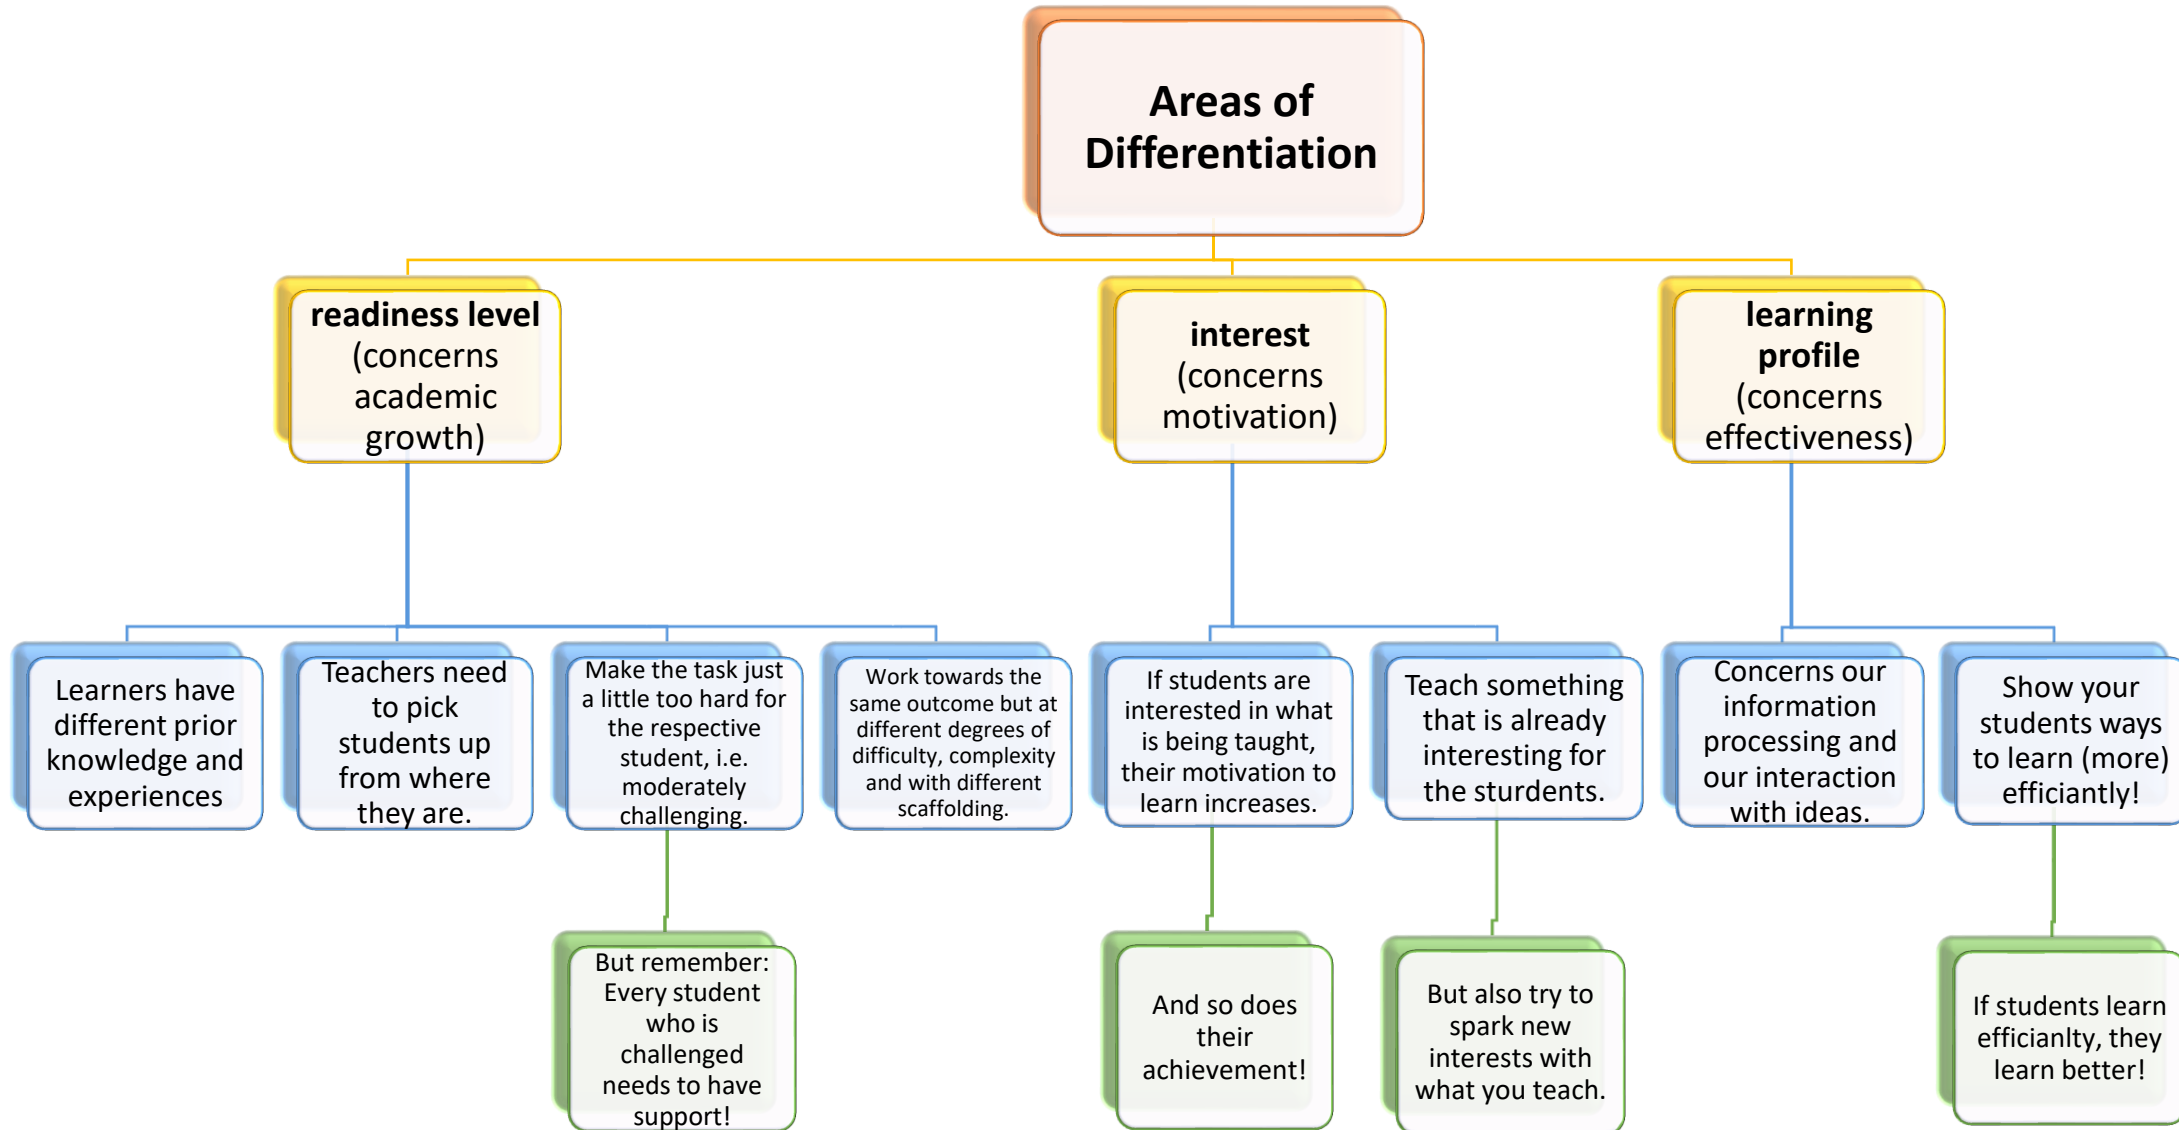 Areas of
Differentiation
readiness level
(concerns
academic
growth)
interest
(concerns
motivation)
learning
profile
(concerns
effectiveness)
Learners have
different prior
knowledge and
experiences
Teachers need
to pick
students up
from where
they are.
Make the task just
a little too hard for
the respective
student, i.e.
moderately
challenging.
Work towards the
same outcome but at
different degrees of
difficulty, complexity
and with different
scaffolding.
If students are
interested in what
is being taught,
their motivation to
learn increases.
Teach something
that is already
interesting for
the sturdents.
Concerns our
information
processing and
our interaction
with ideas.
Show your
students ways
to learn (more)
efficiantly!
But remember:
Every student
who is
challenged
needs to have
support!
And so does
their
achievement!
But also try to
spark new
interests with
what you teach.
If students learn
efficianlty, they
learn better!